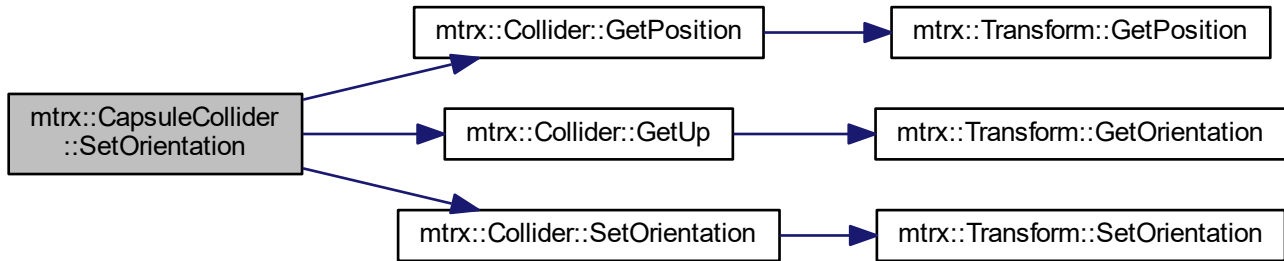 mtrx::CapsuleCollider
::SetOrientation
mtrx::Collider::GetPosition
mtrx::Transform::GetPosition
mtrx::Collider::GetUp
mtrx::Transform::GetOrientation
mtrx::Collider::SetOrientation
mtrx::Transform::SetOrientation